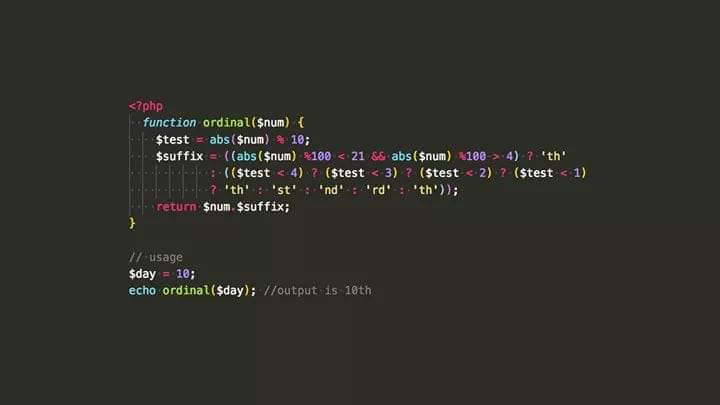 <?php
function ordinal($num) {
$test = abs($num) % 10;
$suffix = ((abs($num) %100 < 21 && abs($num) %100 > 4) ? 'th'
: (($test < 4) ? ($test < 3) ? ($test < 2) ? ($test < 1)
? 'th' : 'st' : 'nd' : 'rd' : 'th'));
return $num.$suffix;
}
// usage
$day = 10;
echo ordinal($day); //output is 10th